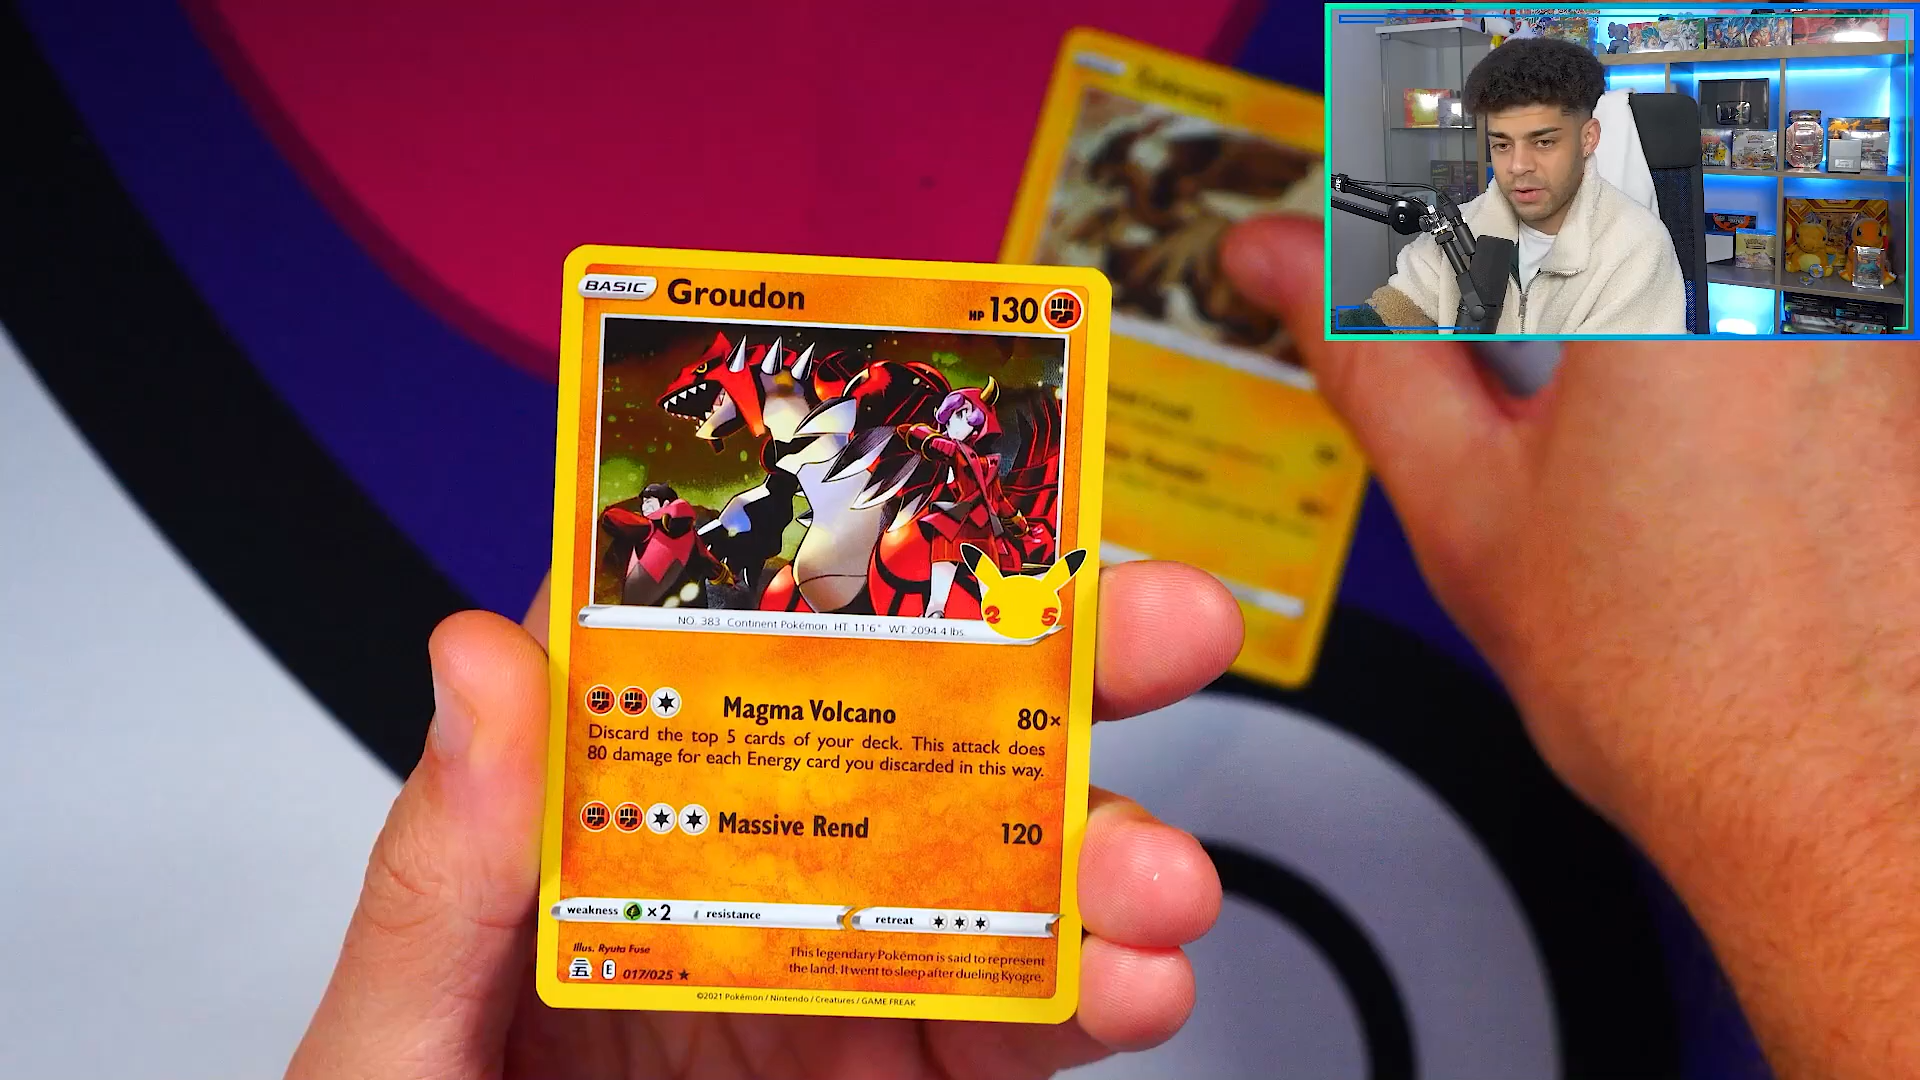 BASIC Groudon HP 130
2 5
NO. 383 Continent Pokémon HT: 11'6" WT: 2094.4 lbs.
Magma Volcano 80×
Discard the top 5 cards of your deck. This attack does
80 damage for each Energy card you discarded in this way.
Massive Rend 120
weakness ×2 resistance retreat
Illus. Ryuta Fuse
This legendary Pokémon is said to represent
the land. It went to sleep after dueling Kyogre.
E 017/025
©2021 Pokémon / Nintendo / Creatures / GAME FREAK